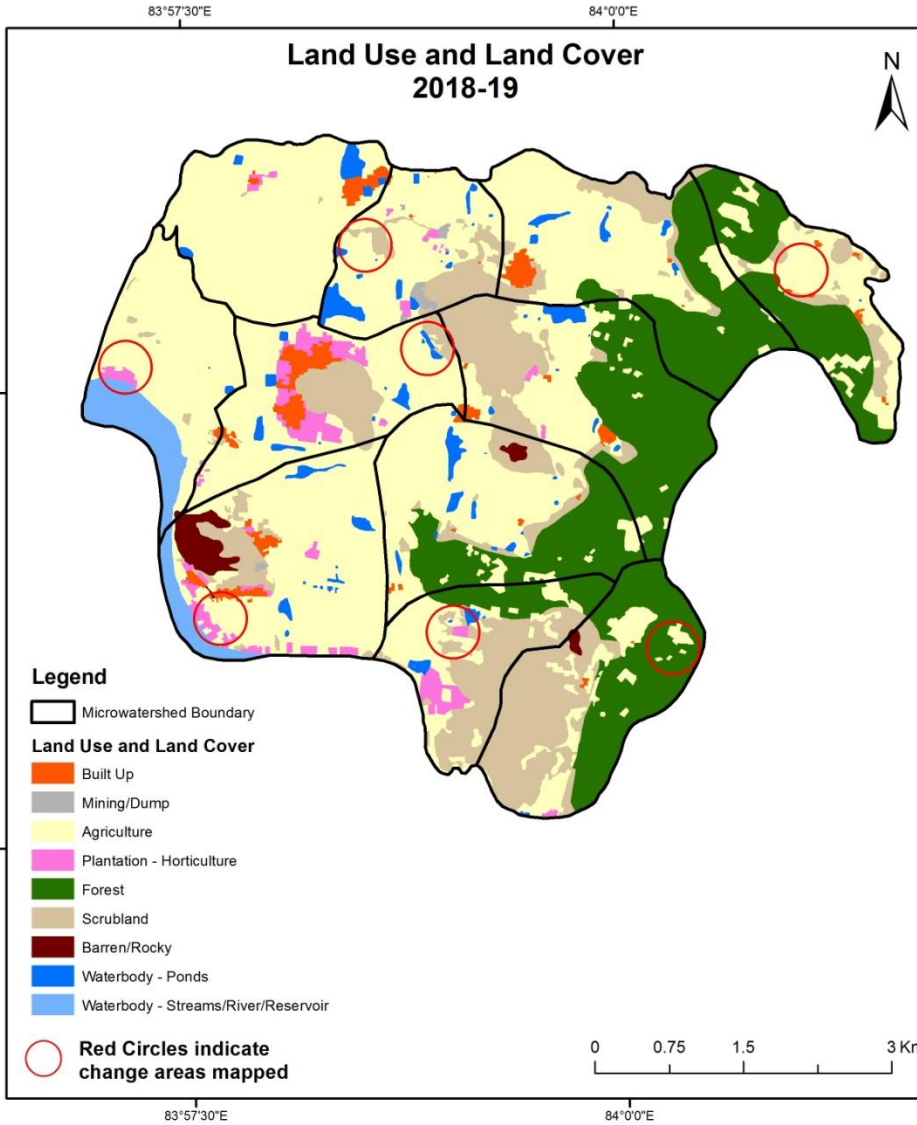 83°57'30"E
84°0'0"E
Land Use and Land Cover
2018-19
N
Legend
Microwatershed Boundary
Land Use and Land Cover
Built Up
Mining/Dump
Agriculture
Plantation - Horticulture
Forest
Scrubland
Barren/Rocky
Waterbody - Ponds
Waterbody - Streams/River/Reservoir
Red Circles indicate
change areas mapped
0 0.75 1.5 3 Km
83°57'30"E
84°0'0"E